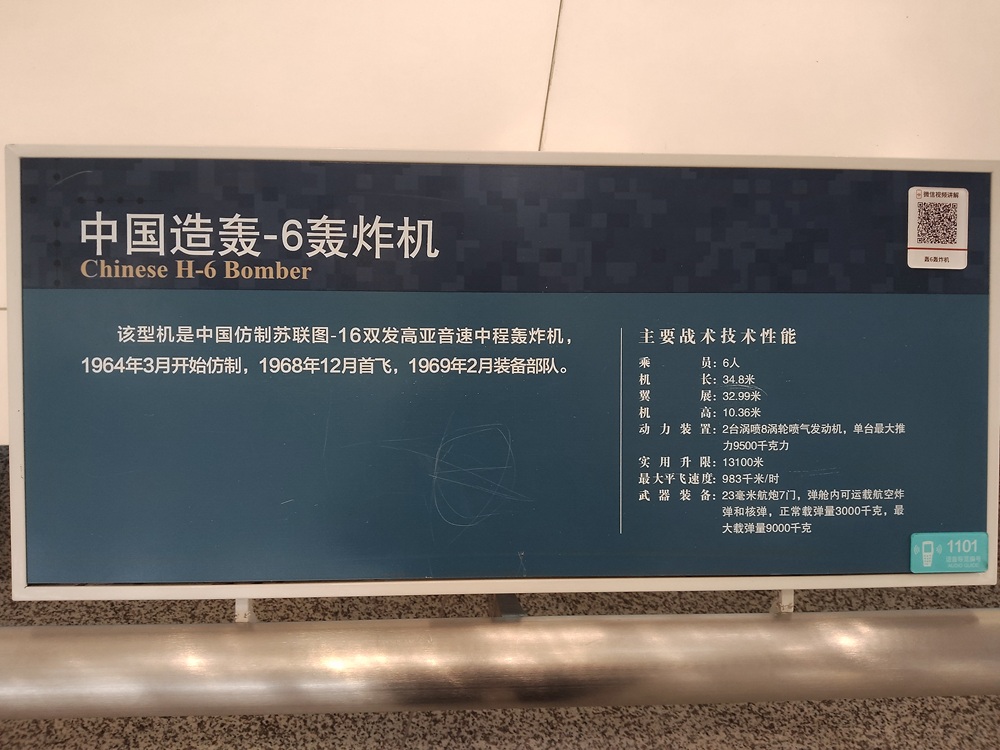 中国造轰-6轰炸机
Chinese H-6 Bomber
微信视频讲解
轰6轰炸机
该型机是中国仿制苏联图-16双发高亚音速中程轰炸机，
1964年3月开始仿制，1968年12月首飞，1969年2月装备部队。
主要战术技术性能
乘员：6人
机长：34.8米
翼展：32.99米
机高：10.36米
动力装置：2台涡喷8涡轮喷气发动机，单台最大推
力9500千克力
实用升限：13100米
最大平飞速度：983千米/时
武器装备：23毫米航炮7门，弹舱内可运载航空炸
弹和核弹，正常载弹量3000千克，最
大载弹量9000千克
1101